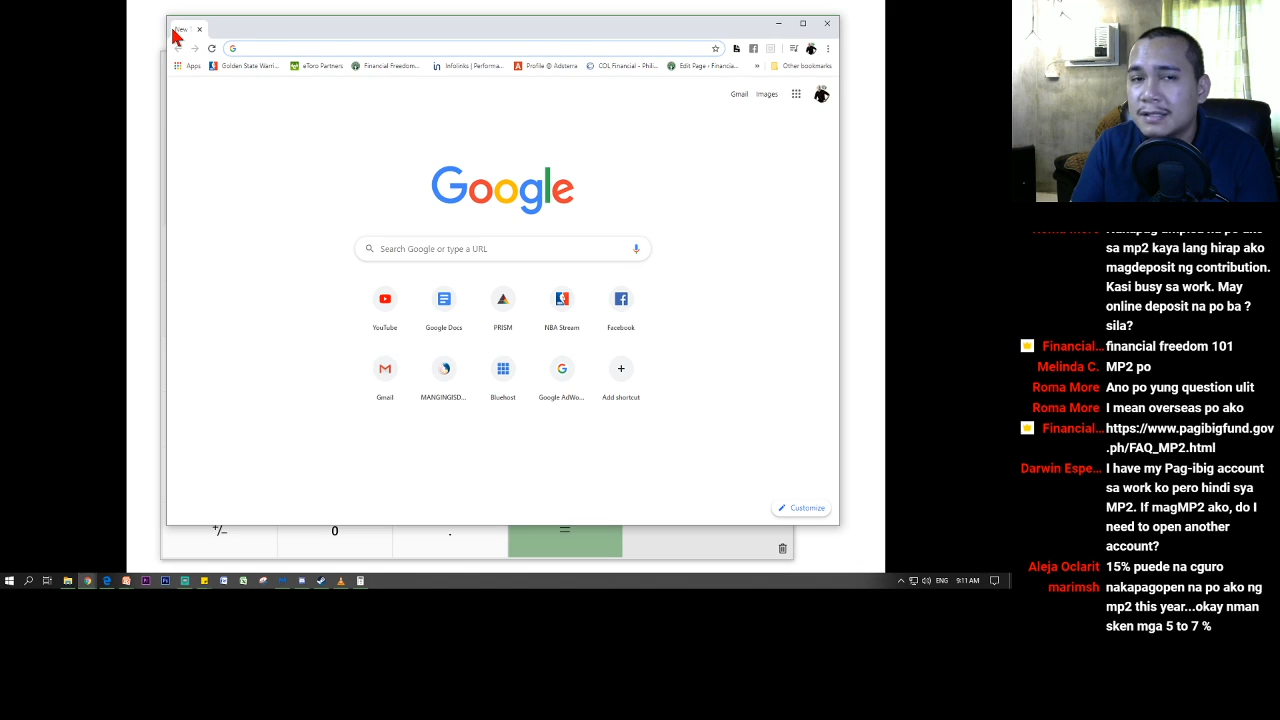 New
Apps
Golden State Warri...
eToro Partners
Financial Freedom...
Infolinks | Performa...
Profile @ Adsterra
COL Financial - Phili...
Edit Page ‹ Financia...
»
Other bookmarks
Gmail
Images
Google
Search Google or type a URL
YouTube
Google Docs
PRISM
NBA Stream
Facebook
Gmail
MANGINGISD...
Bluehost
Google AdWo...
Add shortcut
Customize
+/−
0
.
=
ENG
9:11 AM
sa mp2 kaya lang hirap ako
magdeposit ng contribution.
Kasi busy sa work. May
online deposit na po ba ?
sila?
Financial... financial freedom 101
Melinda C. MP2 po
Roma More Ano po yung question ulit
Roma More I mean overseas po ako
Financial... https://www.pagibigfund.gov
.ph/FAQ_MP2.html
Darwin Espe... I have my Pag-ibig account
sa work ko pero hindi sya
MP2. If magMP2 ako, do I
need to open another
account?
Aleja Oclarit 15% puede na cguro
marimsh nakapagopen na po ako ng
mp2 this year...okay nman
sken mga 5 to 7 %